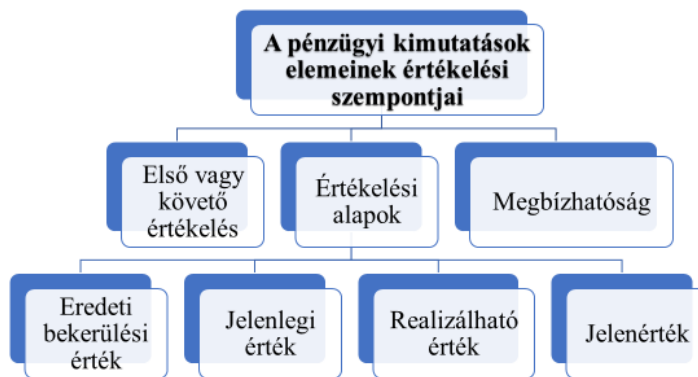 A pénzügyi kimutatások
elemeinek értékelési
szempontjai
Első vagy
követő
értékelés
Értékelési
alapok
Megbízhatóság
Eredeti
bekerülési
érték
Jelenlegi
érték
Realizálható
érték
Jelenérték